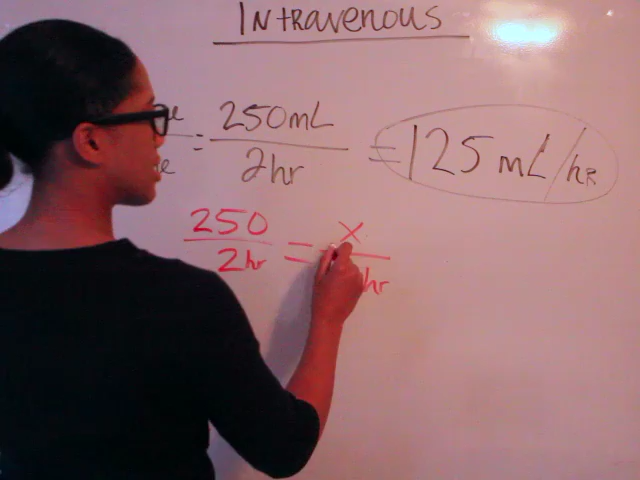 Intravenous
= 250mL = 125 mL/hr
2hr
250 = x
2hr hr